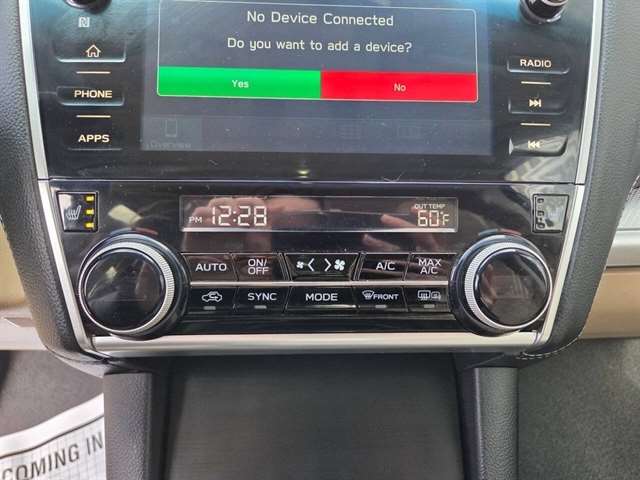 No Device Connected
Do you want to add a device?
Yes
No
PHONE
APPS
RADIO
Overview
PM 12:28
OUT TEMP
60°F
AUTO
ON/
OFF
A/C
MAX
A/C
SYNC
MODE
FRONT
COMING IN